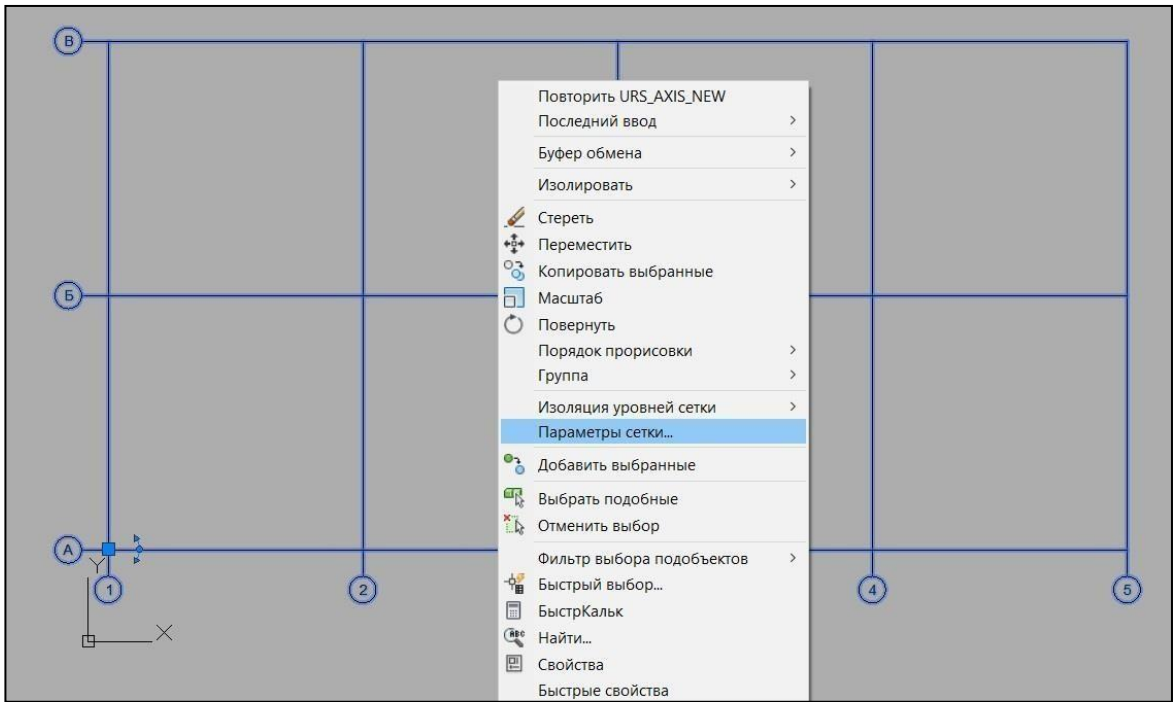 В
Повторить URS_AXIS_NEW
Последний ввод
Буфер обмена
Изолировать
Стереть
Переместить
Копировать выбранные
Б
Масштаб
Повернуть
Порядок прорисовки
Группа
Изоляция уровней сетки
Параметры сетки...
Добавить выбранные
Выбрать подобные
Отменить выбор
А
Y
Фильтр выбора подобъектов
1 2 4 5
Быстрый выбор...
БыстрКальк
X
ABC Найти...
Свойства
Быстрые свойства